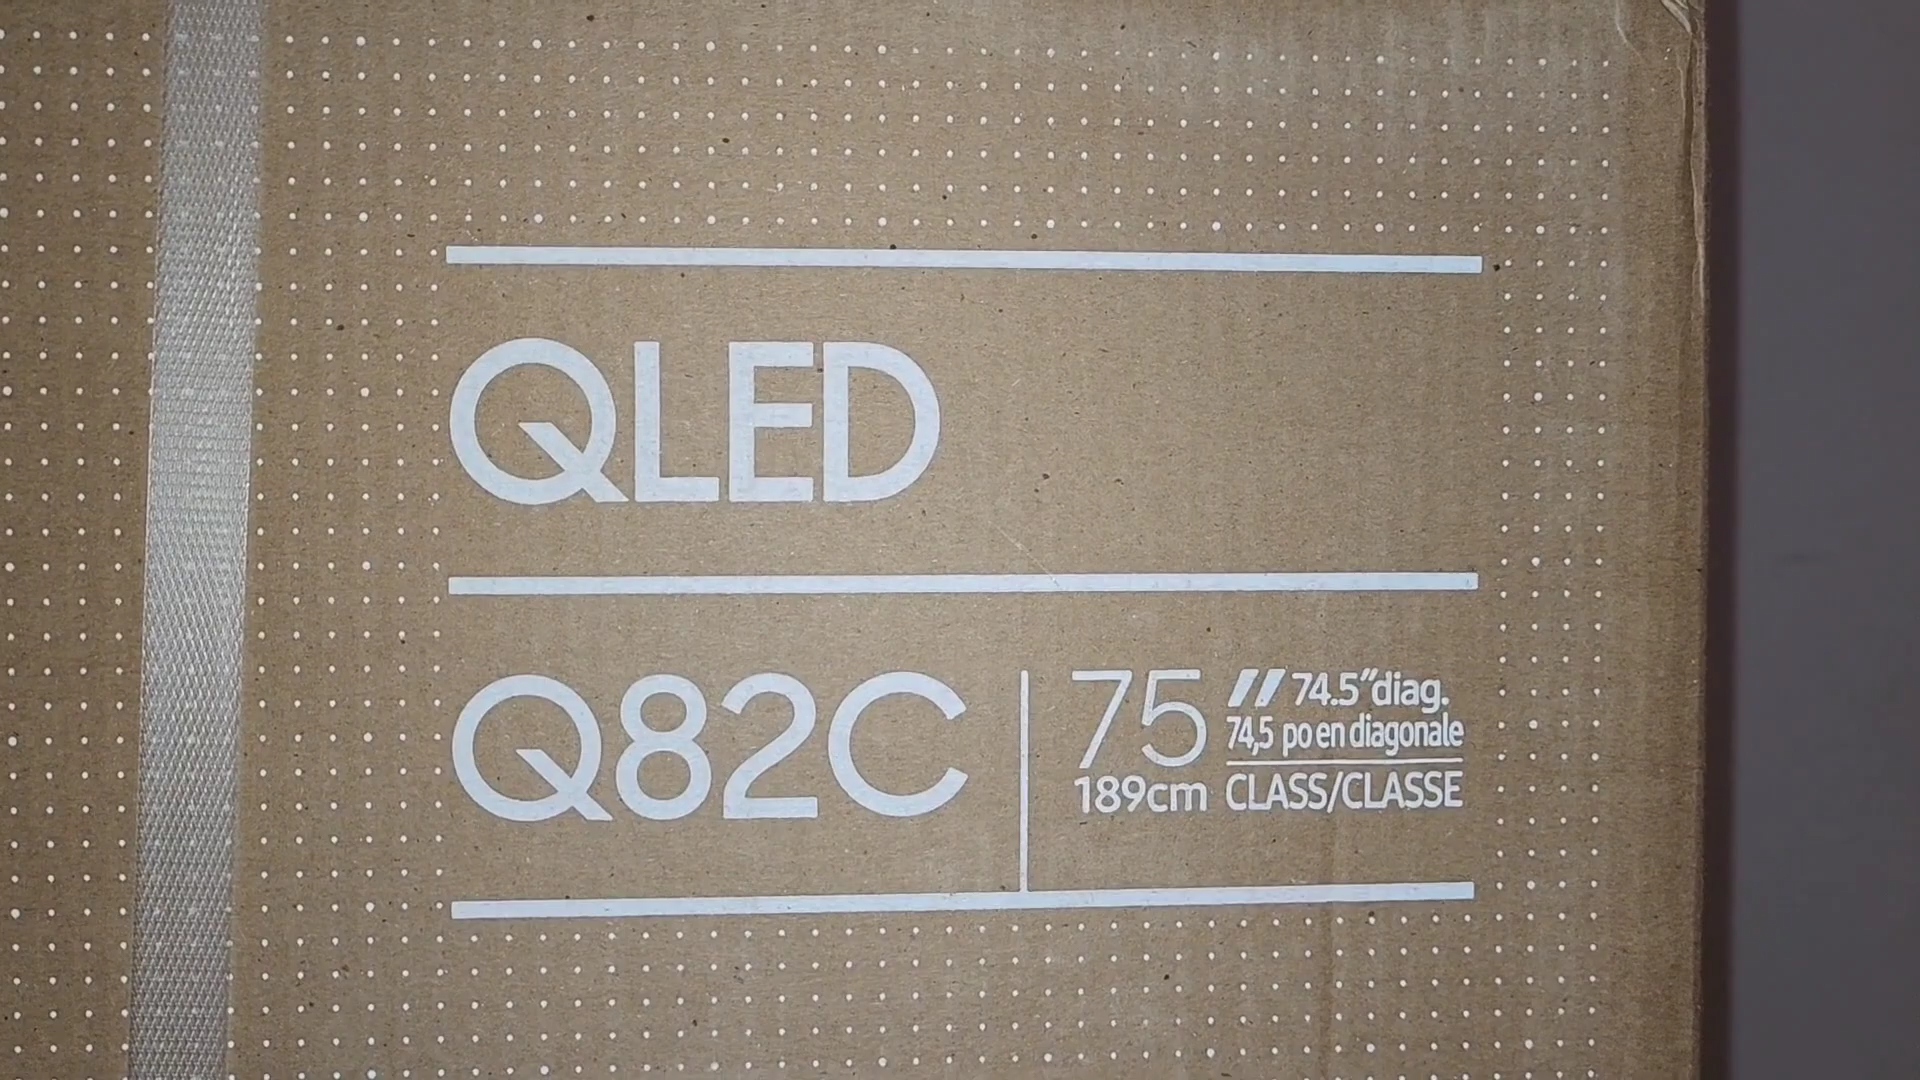 QLED
Q82C
75" 74.5"diag.
74,5 po en diagonale
189cm CLASS/CLASSE